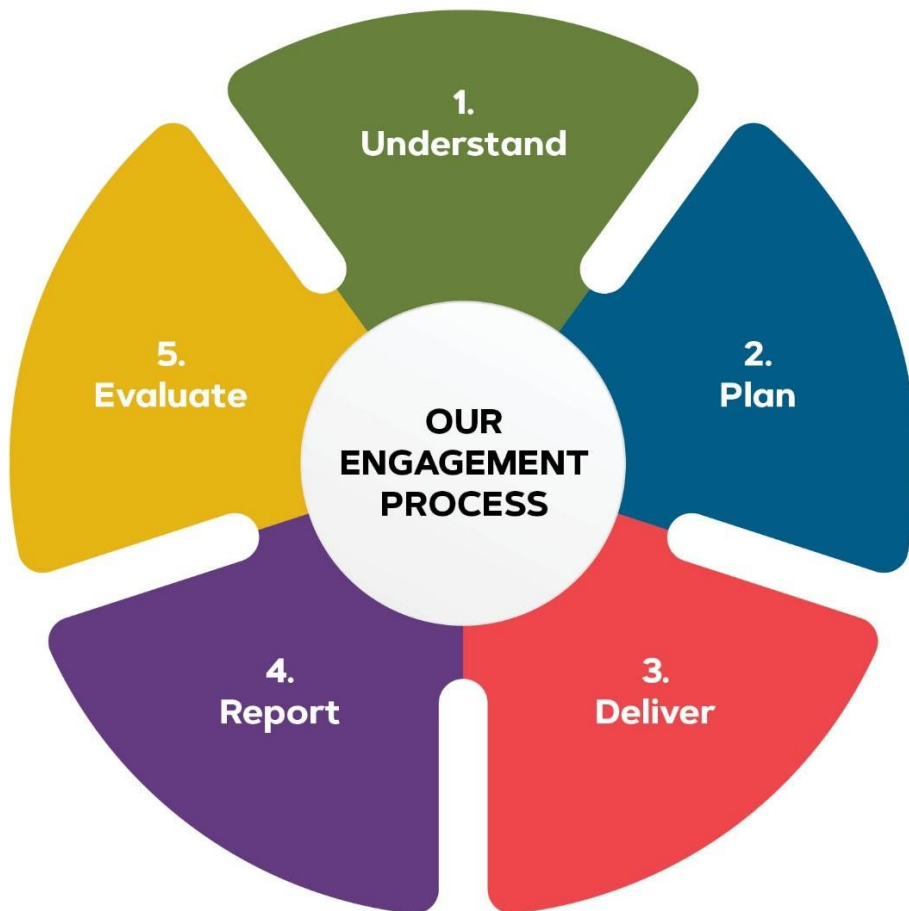 1.
Understand
2.
Plan
3.
Deliver
4.
Report
5.
Evaluate
OUR
ENGAGEMENT
PROCESS